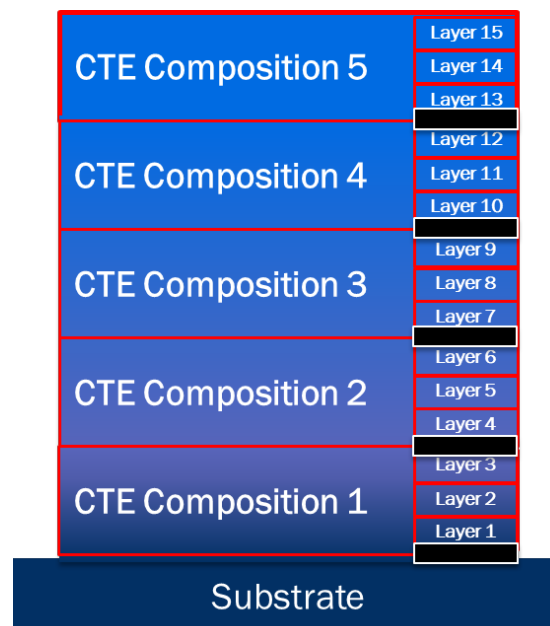 Layer 15
CTE Composition 5
Layer 14
Layer 13
Layer 12
CTE Composition 4
Layer 11
Layer 10
Layer 9
CTE Composition 3
Layer 8
Layer 7
Layer 6
CTE Composition 2
Layer 5
Layer 4
Layer 3
CTE Composition 1
Layer 2
Layer 1
Substrate